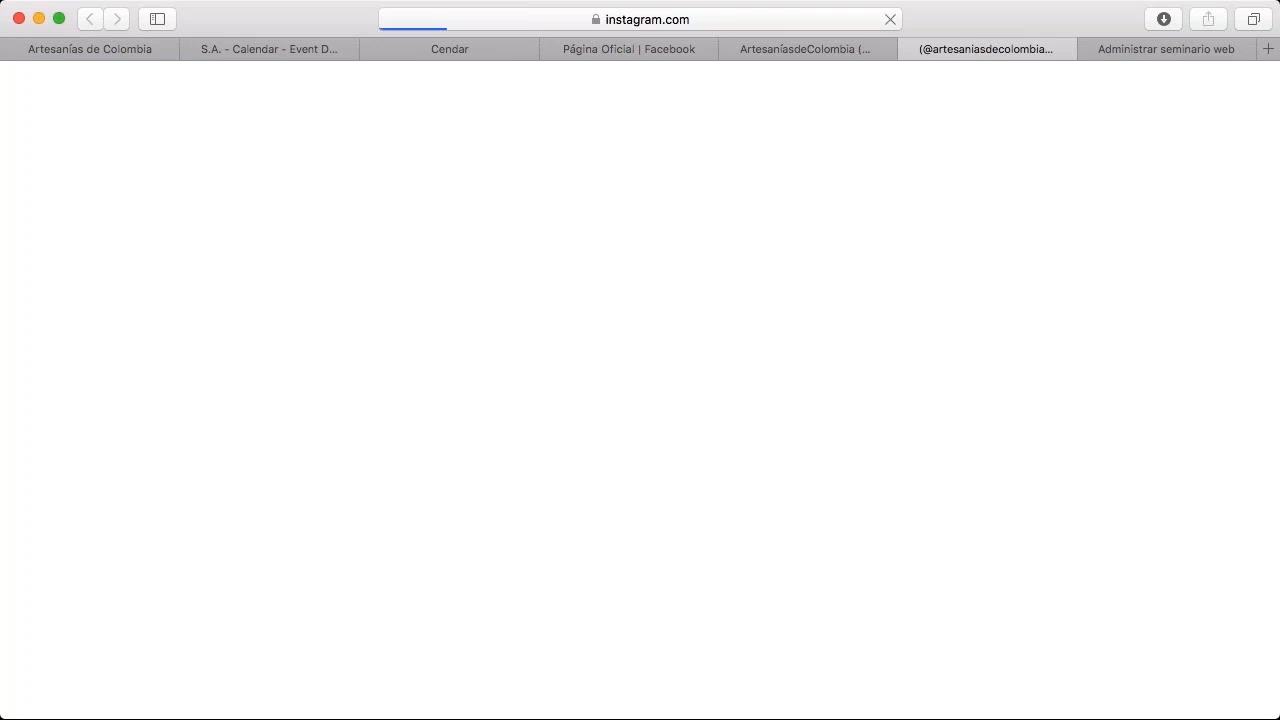 instagram.com
Artesanías de Colombia
S.A. - Calendar - Event D...
Cendar
Página Oficial | Facebook
ArtesaníasdeColombia (...
(@artesaniasdecolombia...
Administrar seminario web